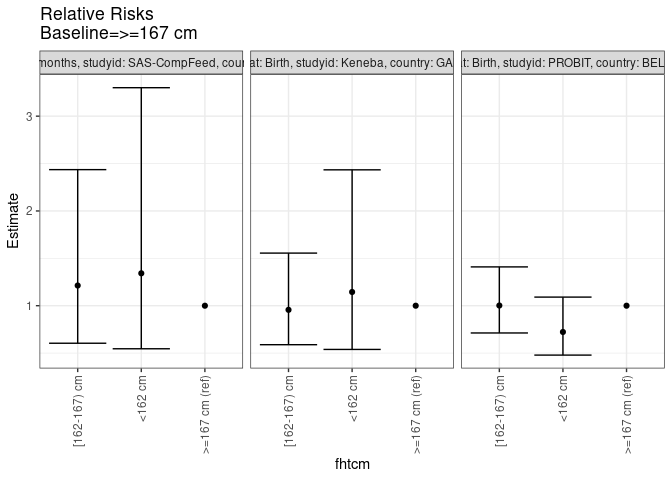 Relative Risks
Baseline=>=167 cm
months, studyid: SAS-CompFeed, cou
at: Birth, studyid: Keneba, country: GA
t: Birth, studyid: PROBIT, country: BEL
Estimate
3
2
1
[162-167) cm
<162 cm
>=167 cm (ref)
[162-167) cm
<162 cm
>=167 cm (ref)
[162-167) cm
<162 cm
>=167 cm (ref)
fhtcm